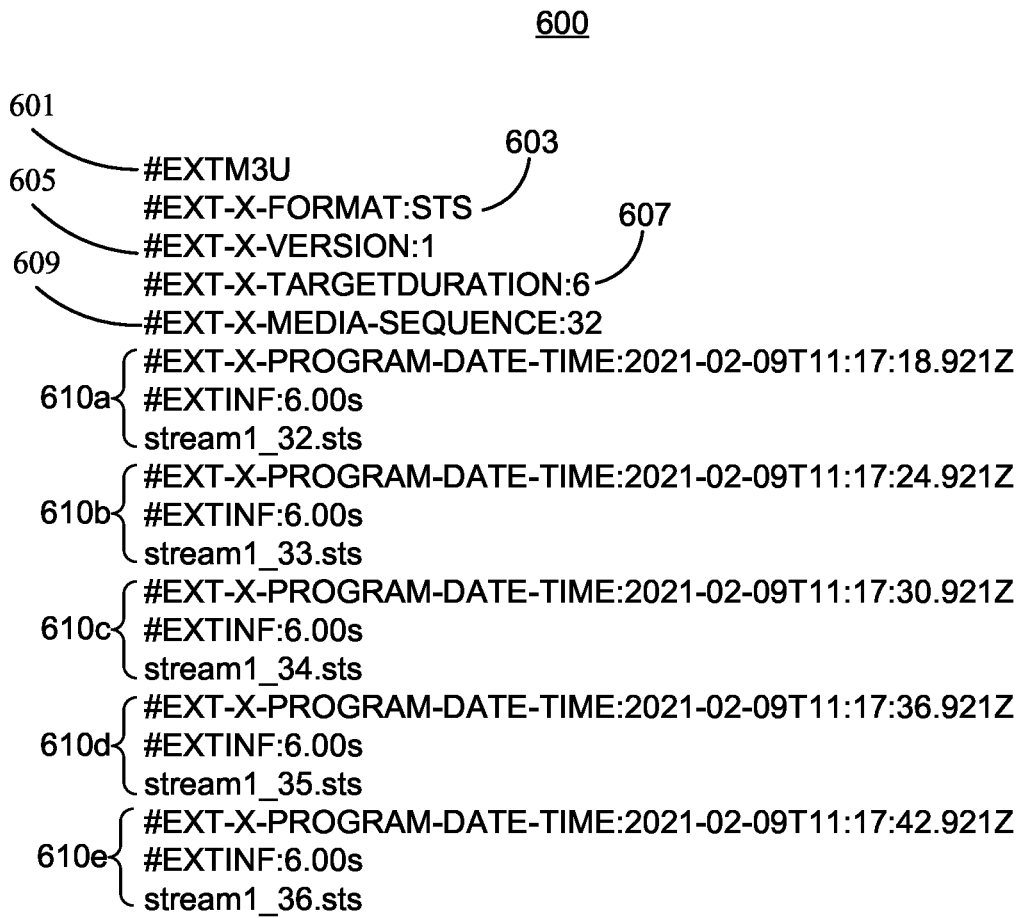 600
601
603
#EXTM3U
605
#EXT-X-FORMAT:STS
607
#EXT-X-VERSION:1
609
#EXT-X-TARGETDURATION:6
#EXT-X-MEDIA-SEQUENCE:32
#EXT-X-PROGRAM-DATE-TIME:2021-02-09T11:17:18.921Z
610a #EXTINF:6.00s
stream1_32.sts
#EXT-X-PROGRAM-DATE-TIME:2021-02-09T11:17:24.921Z
610b #EXTINF:6.00s
stream1_33.sts
#EXT-X-PROGRAM-DATE-TIME:2021-02-09T11:17:30.921Z
610c #EXTINF:6.00s
stream1_34.sts
#EXT-X-PROGRAM-DATE-TIME:2021-02-09T11:17:36.921Z
610d #EXTINF:6.00s
stream1_35.sts
#EXT-X-PROGRAM-DATE-TIME:2021-02-09T11:17:42.921Z
610e #EXTINF:6.00s
stream1_36.sts